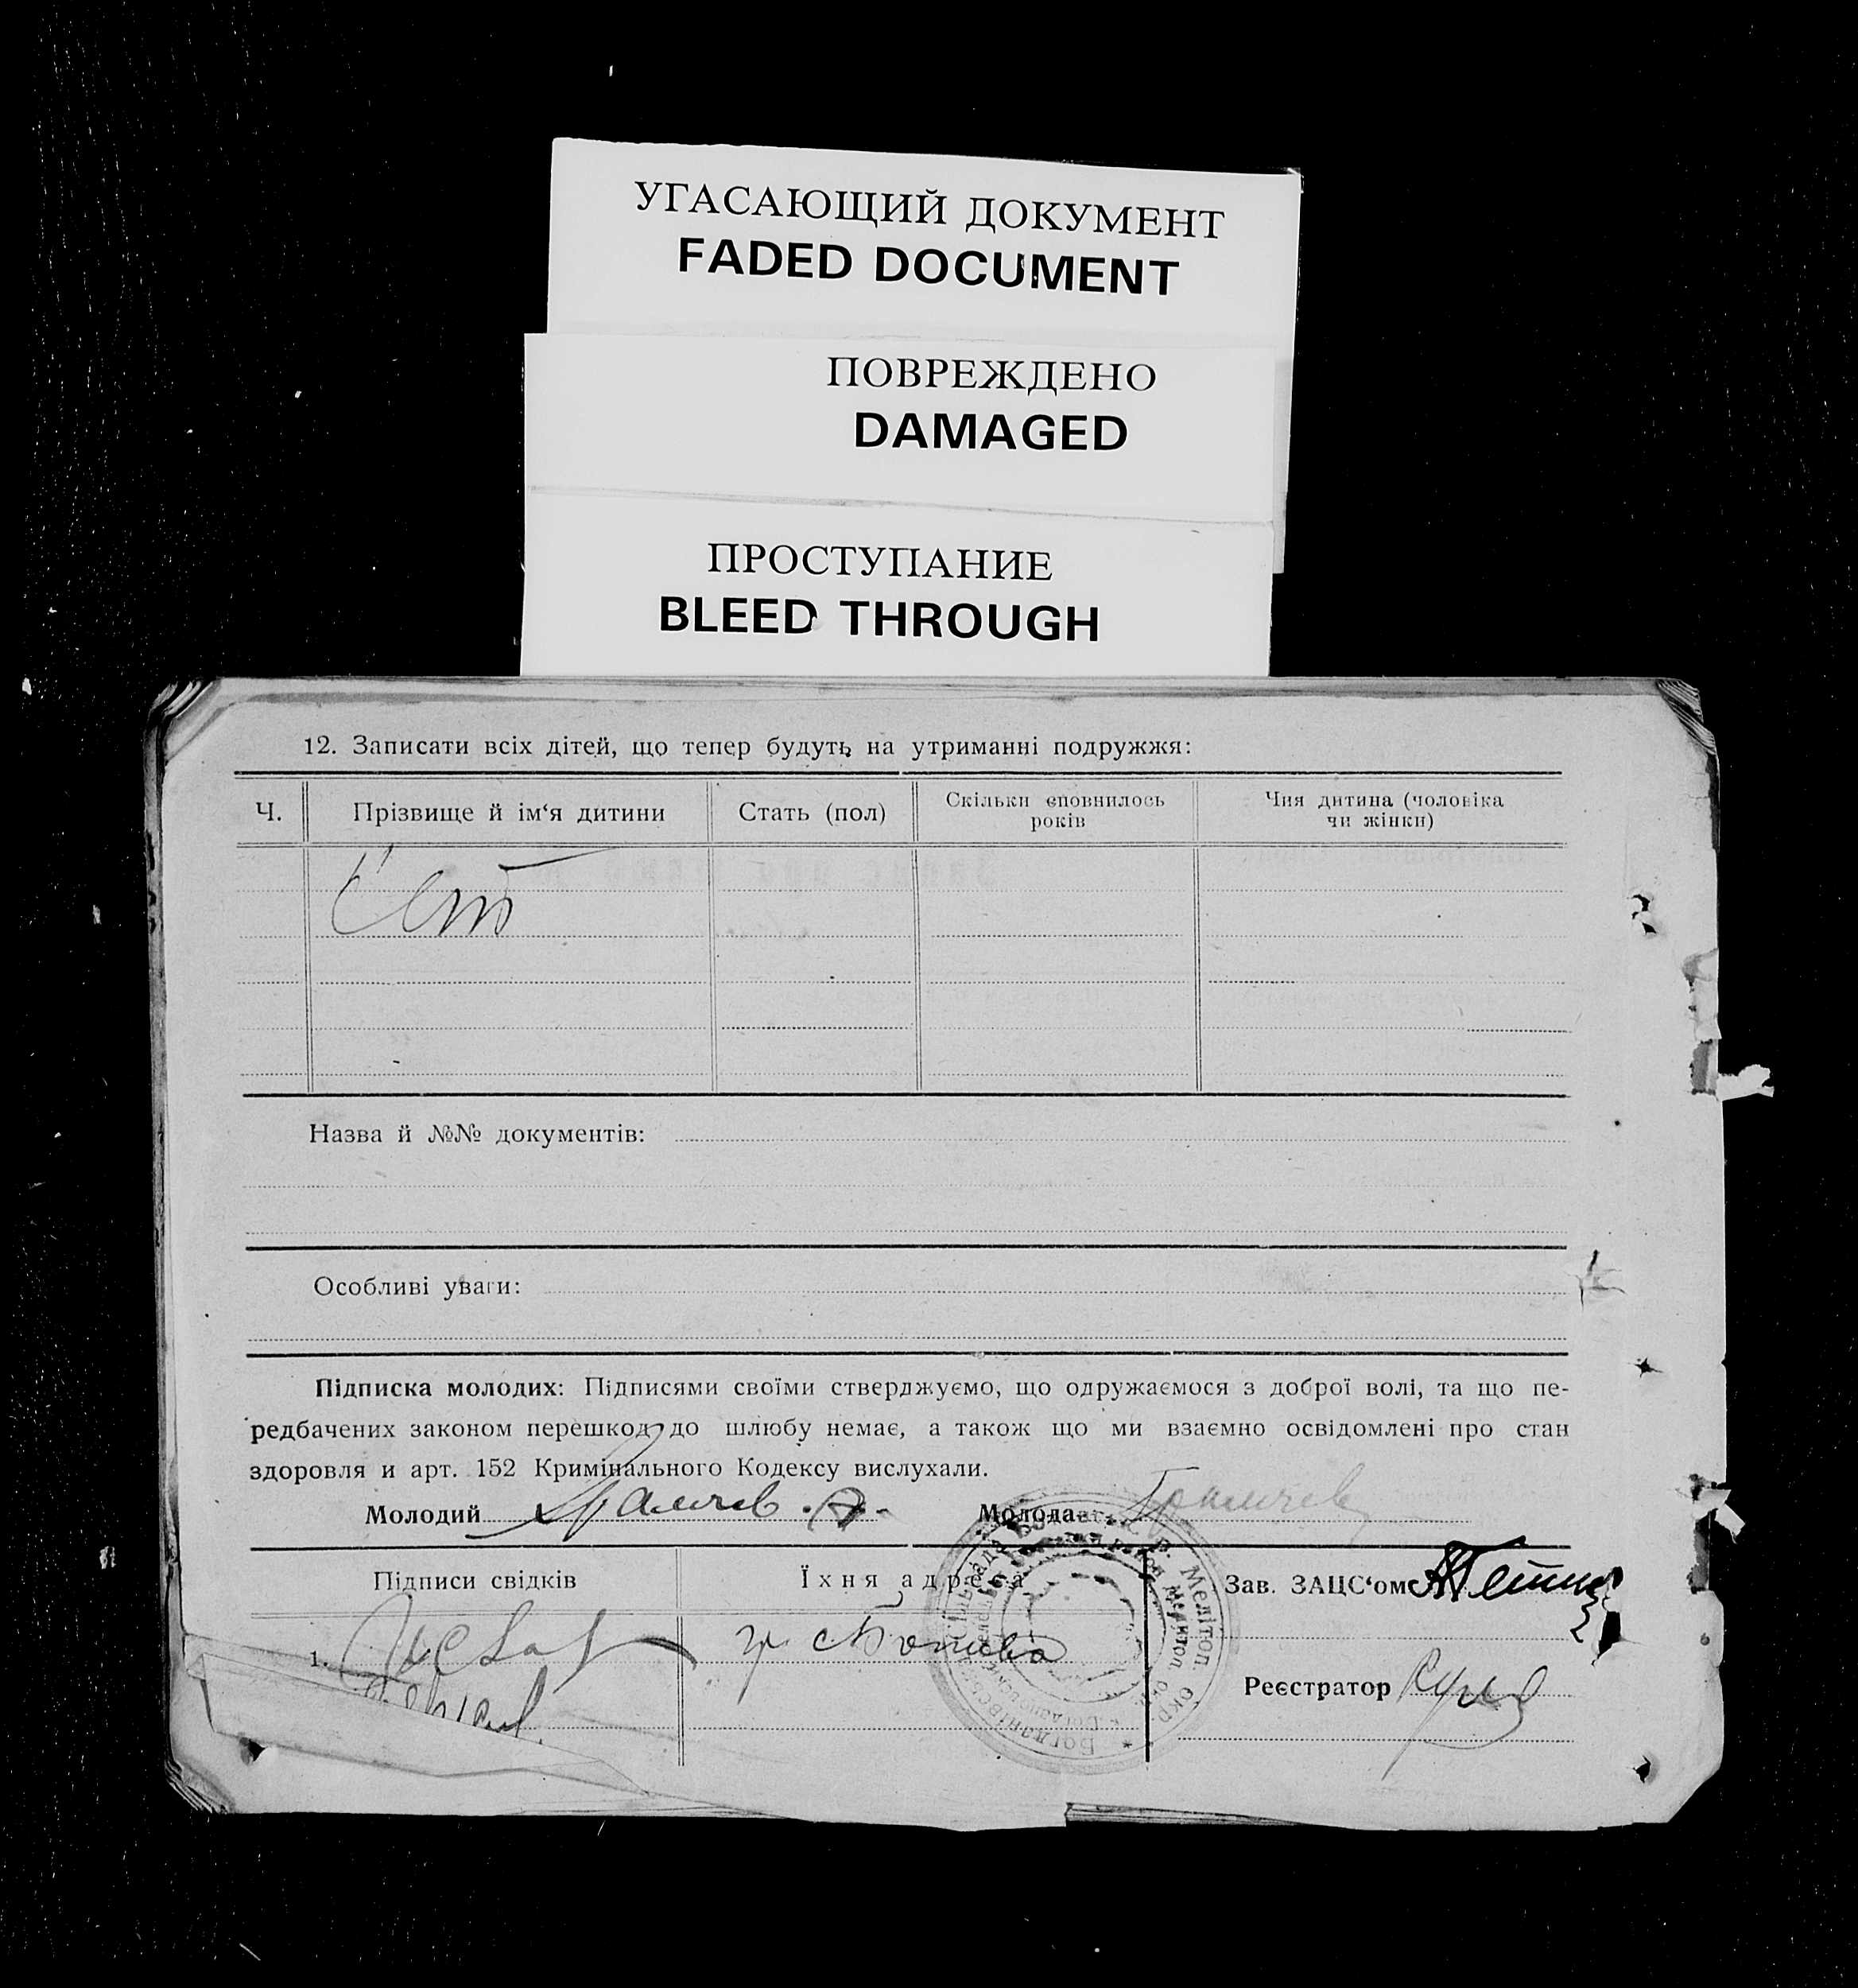 УГАСАЮЩИЙ ДОКУМЕНТ
FADED DOCUMENT
ПОВРЕЖДЕНО
DAMAGED
ПРОСТУПАНИЕ
BLEED THROUGH
12. Записати всіх дітей, що тепер будуть на утриманні подружжя:
Ч. Прізвище й ім‘я дитини Стать (пол) Скільки сповнилось років Чия дитина (чоловіка чи жінки)
Назва й №№ документів:
Особливі уваги:
Підписка молодих: Підписями своїми стверджуємо, що одружаємося з доброї волі, та що пе-
редбачених законом перешкод до шлюбу немає, а також що ми взаємно освідомлені про стан
здоровля и арт. 152 Кримінального Кодексу вислухали.
Молодий Молода
Підписи свідків Їхня адреса Зав. ЗАЦС‘ом
1.
Реєстратор